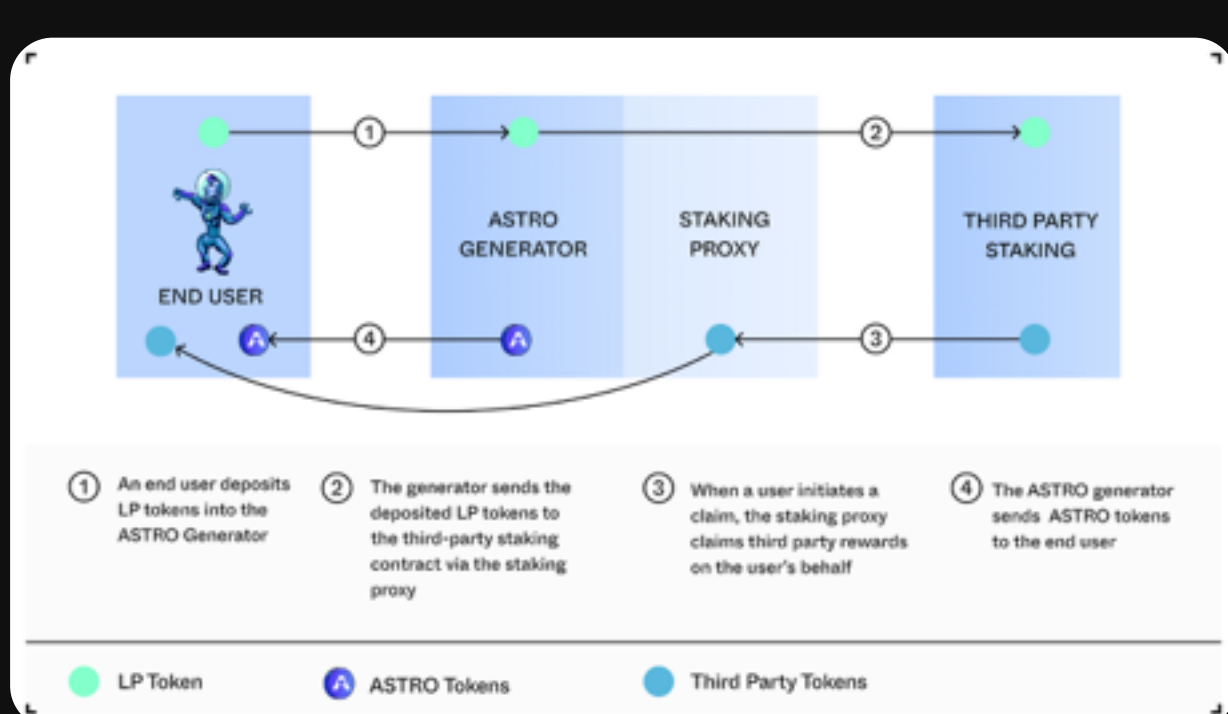 1
2
ASTRO
GENERATOR
STAKING
PROXY
THIRD PARTY
STAKING
END USER
4
3
1
An end user deposits
LP tokens into the
ASTRO Generator
2
The generator sends the
deposited LP tokens to
the third-party staking
contract via the staking
proxy
3
When a user initiates a
claim, the staking proxy
claims third party rewards
on the user's behalf
4
The ASTRO generator
sends ASTRO tokens
to the end user
LP Token
ASTRO Tokens
Third Party Tokens